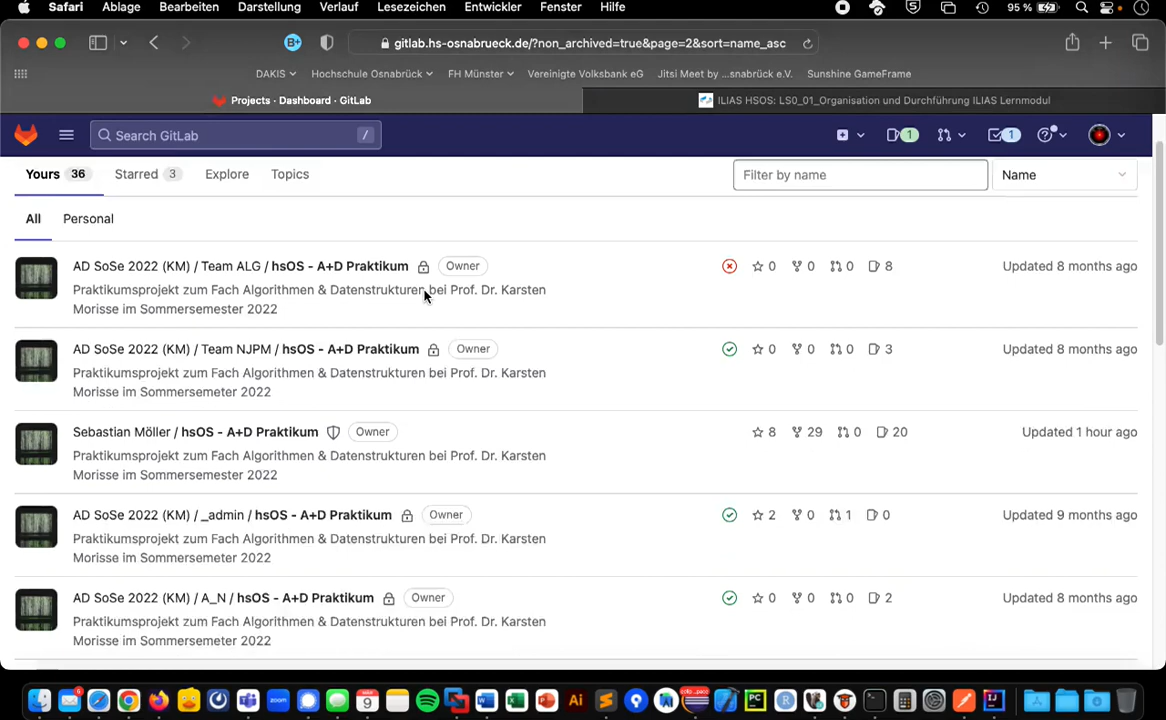 Safari Ablage Bearbeiten Darstellung Verlauf Lesezeichen Entwickler Fenster Hilfe 95 %
gitlab.hs-osnabrueck.de/?non_archived=true&page=2&sort=name_asc
DAKIS Hochschule Osnabrück FH Münster Vereinigte Volksbank eG Jitsi Meet by ...snabrück e.V. Sunshine GameFrame
Projects · Dashboard · GitLab ILIAS HSOS: LS0_01_Organisation und Durchführung ILIAS Lernmodul
Search GitLab / 1 1
Yours 36 Starred 3 Explore Topics Filter by name Name
All Personal
AD SoSe 2022 (KM) / Team ALG / hsOS - A+D Praktikum Owner 0 0 0 8 Updated 8 months ago
Praktikumsprojekt zum Fach Algorithmen & Datenstrukturen bei Prof. Dr. Karsten
Morisse im Sommersemester 2022
AD SoSe 2022 (KM) / Team NJPM / hsOS - A+D Praktikum Owner 0 0 0 3 Updated 8 months ago
Praktikumsprojekt zum Fach Algorithmen & Datenstrukturen bei Prof. Dr. Karsten
Morisse im Sommersemeter 2022
Sebastian Möller / hsOS - A+D Praktikum Owner 8 29 0 20 Updated 1 hour ago
Praktikumsprojekt zum Fach Algorithmen & Datenstrukturen bei Prof. Dr. Karsten
Morisse im Sommersemester 2022
AD SoSe 2022 (KM) / _admin / hsOS - A+D Praktikum Owner 2 0 1 0 Updated 9 months ago
Praktikumsprojekt zum Fach Algorithmen & Datenstrukturen bei Prof. Dr. Karsten
Morisse im Sommersemester 2022
AD SoSe 2022 (KM) / A_N / hsOS - A+D Praktikum Owner 0 0 0 2 Updated 8 months ago
Praktikumsprojekt zum Fach Algorithmen & Datenstrukturen bei Prof. Dr. Karsten
Morisse im Sommersemester 2022